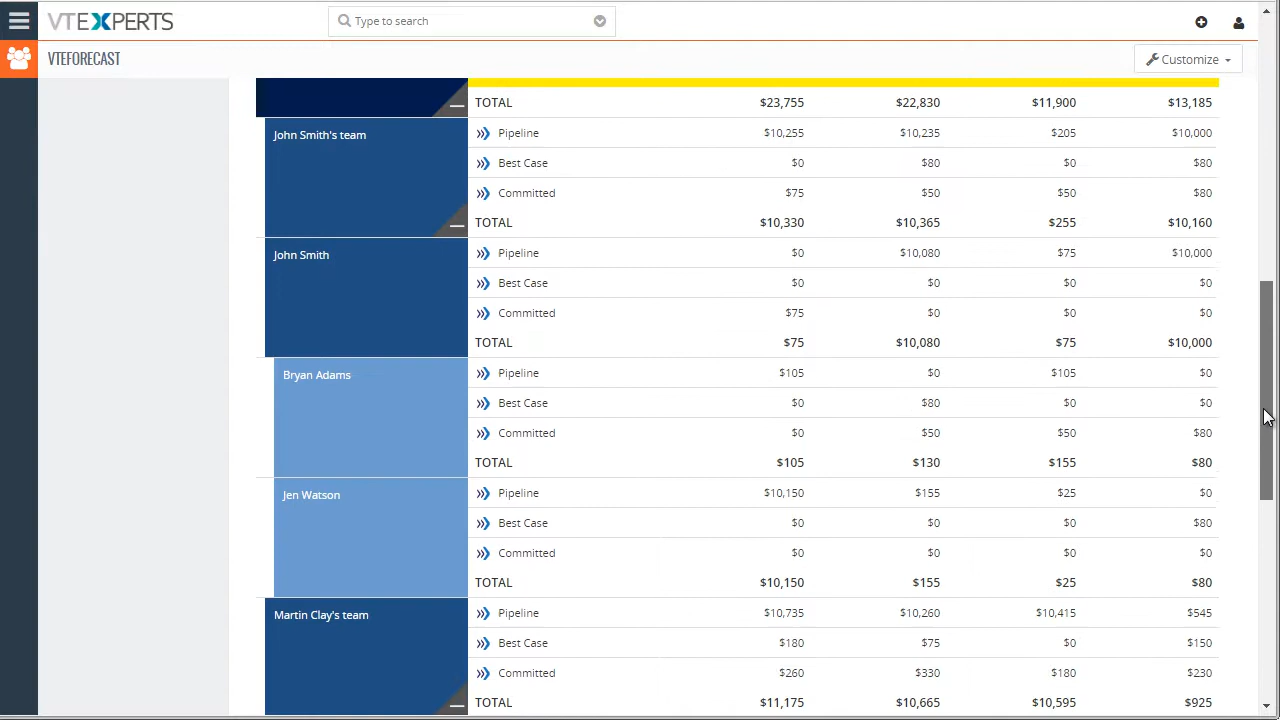 VTEXPERTS Type to search
VTEFORECAST Customize
TOTAL $23,755 $22,830 $11,900 $13,185
John Smith's team Pipeline $10,255 $10,235 $205 $10,000
Best Case $0 $80 $0 $80
Committed $75 $50 $50 $80
TOTAL $10,330 $10,365 $255 $10,160
John Smith Pipeline $0 $10,080 $75 $10,000
Best Case $0 $0 $0 $0
Committed $75 $0 $0 $0
TOTAL $75 $10,080 $75 $10,000
Bryan Adams Pipeline $105 $0 $105 $0
Best Case $0 $80 $0 $0
Committed $0 $50 $50 $80
TOTAL $105 $130 $155 $80
Jen Watson Pipeline $10,150 $155 $25 $0
Best Case $0 $0 $0 $80
Committed $0 $0 $0 $0
TOTAL $10,150 $155 $25 $80
Martin Clay's team Pipeline $10,735 $10,260 $10,415 $545
Best Case $180 $75 $0 $150
Committed $260 $330 $180 $230
TOTAL $11,175 $10,665 $10,595 $925